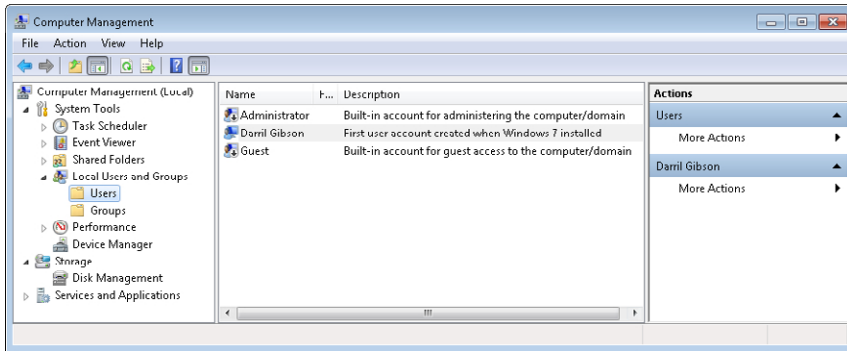 Computer Management
File Action View Help
Computer Management (Local)
System Tools
Task Scheduler
Event Viewer
Shared Folders
Local Users and Groups
Users
Groups
Performance
Device Manager
Storage
Disk Management
Services and Applications
Name F... Description
Administrator Built-in account for administering the computer/domain
Darril Gibson First user account created when Windows 7 installed
Guest Built-in account for guest access to the computer/domain
Actions
Users
More Actions
Darril Gibson
More Actions